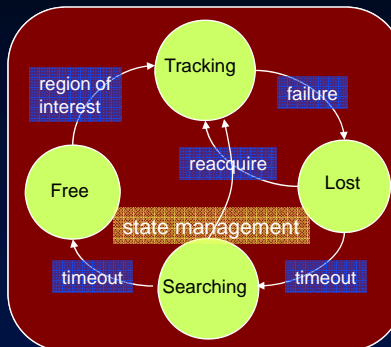 Tracking
region of
interest
failure
reacquire
Free
Lost
state management
timeout
Searching
timeout